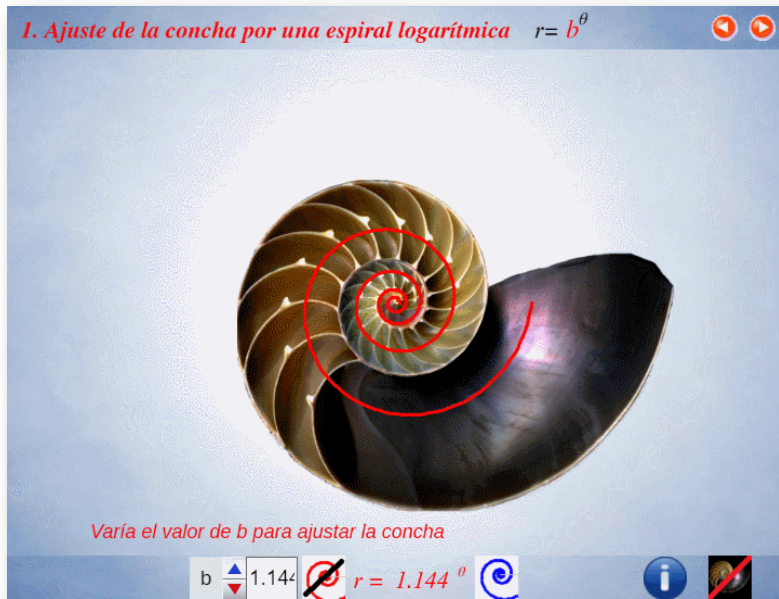 1. Ajuste de la concha por una espiral logarítmica r= b^θ
Varía el valor de b para ajustar la concha
b 1.144 r = 1.144 ^θ i